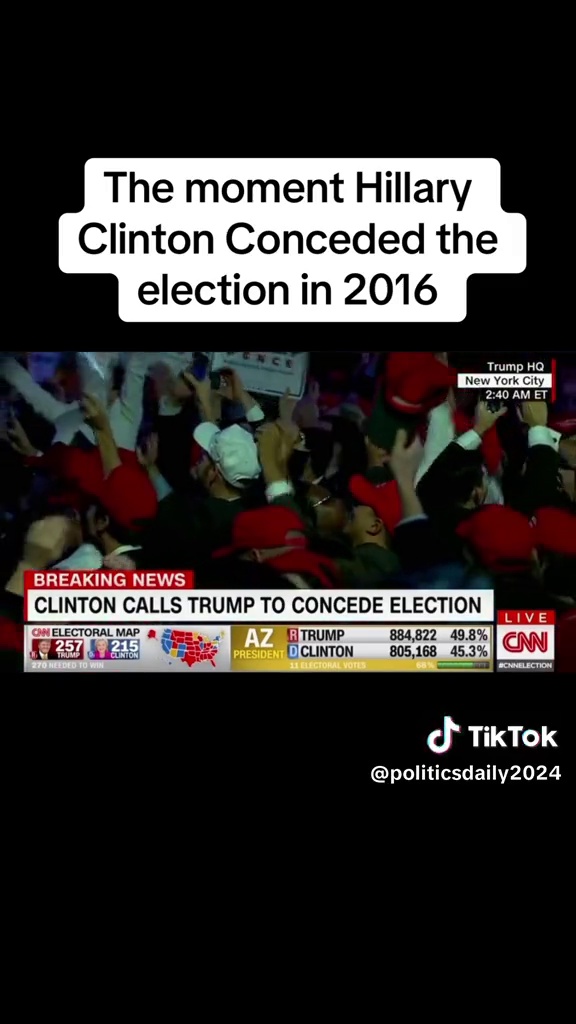 The moment Hillary
Clinton Conceded the
election in 2016
ENCE
Trump HQ
New York City
2:40 AM ET
BREAKING NEWS
CLINTON CALLS TRUMP TO CONCEDE ELECTION
LIVE
CNN
#CNNELECTION
CNN ELECTORAL MAP
257 TRUMP
215 CLINTON
270 NEEDED TO WIN
AZ
PRESIDENT
R TRUMP 884,822 49.8%
D CLINTON 805,168 45.3%
11 ELECTORAL VOTES 68%
TikTok
@politicsdaily2024